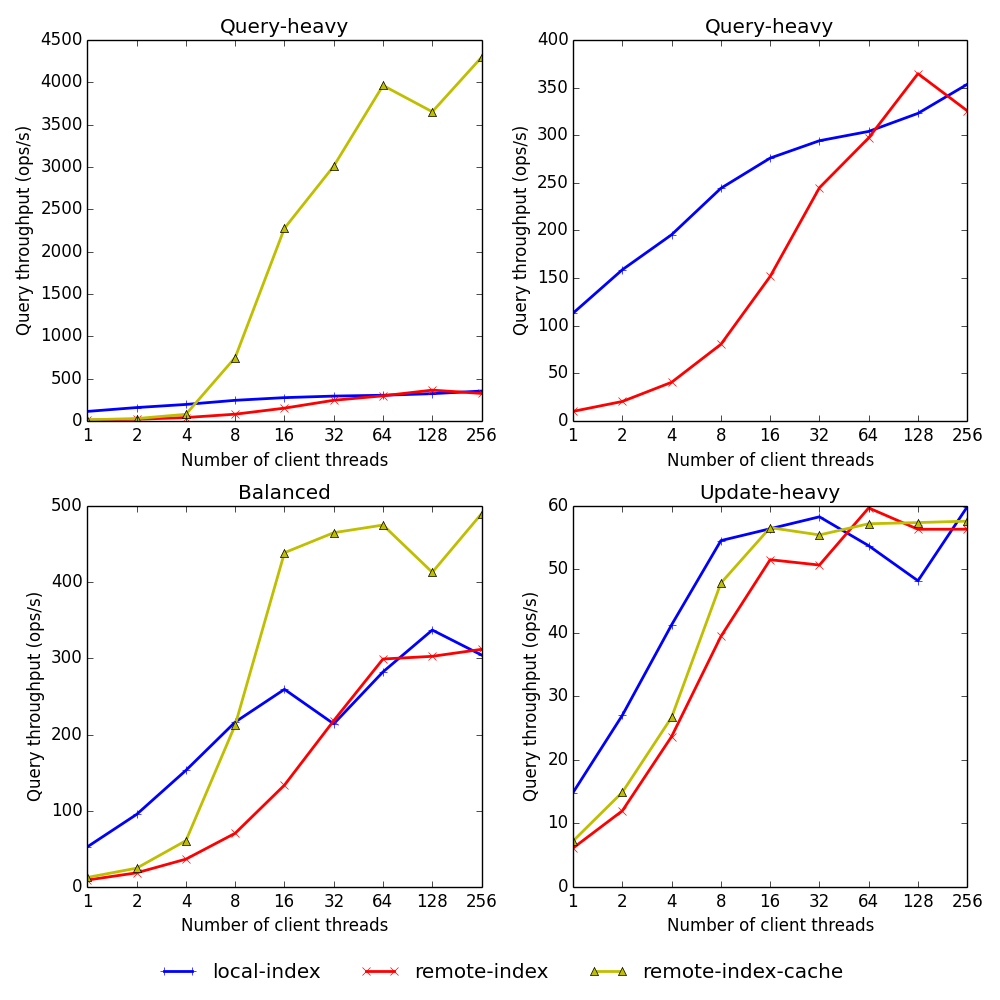 Query-heavy
4500
4000
3500
3000
2500
2000
1500
1000
500
0
Query throughput (ops/s)
1 2 4 8 16 32 64 128 256
Number of client threads
Query-heavy
400
350
300
250
200
150
100
50
0
Query throughput (ops/s)
1 2 4 8 16 32 64 128 256
Number of client threads
Balanced
500
400
300
200
100
0
Query throughput (ops/s)
1 2 4 8 16 32 64 128 256
Number of client threads
Update-heavy
60
50
40
30
20
10
0
Query throughput (ops/s)
1 2 4 8 16 32 64 128 256
Number of client threads
local-index remote-index remote-index-cache